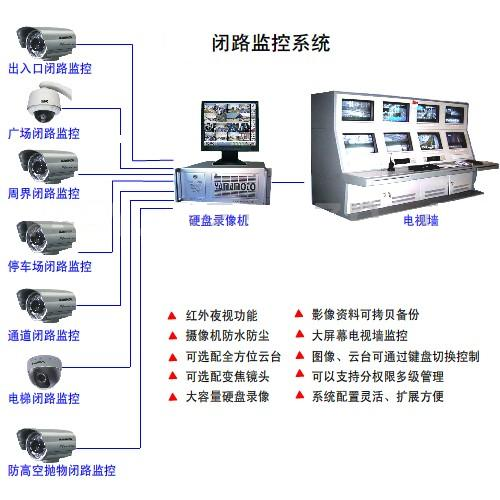 闭路监控系统
出入口闭路监控
广场闭路监控
周界闭路监控
停车场闭路监控
通道闭路监控
电梯闭路监控
防高空抛物闭路监控
yamamoto
硬盘录像机
电视墙
红外夜视功能
摄像机防水防尘
可选配全方位云台
可选配变焦镜头
大容量硬盘录像
影像资料可拷贝备份
大屏幕电视墙监控
图像、云台可通过键盘切换控制
可以支持分权限多级管理
系统配置灵活、扩展方便